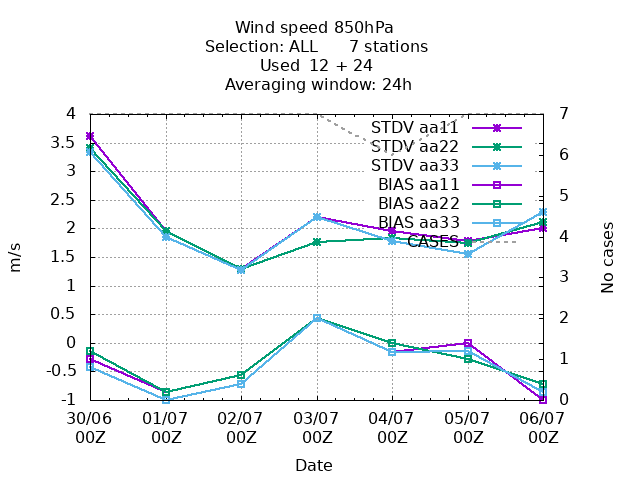 Wind speed 850hPa
Selection: ALL 7 stations
Used 12 + 24
Averaging window: 24h
4
3.5
3
2.5
2
1.5
1
0.5
0
-0.5
-1
m/s
7
6
5
4
3
2
1
0
No cases
STDV aa11
STDV aa22
STDV aa33
BIAS aa11
BIAS aa22
BIAS aa33
CASES
30/06 01/07 02/07 03/07 04/07 05/07 06/07
00Z 00Z 00Z 00Z 00Z 00Z 00Z
Date